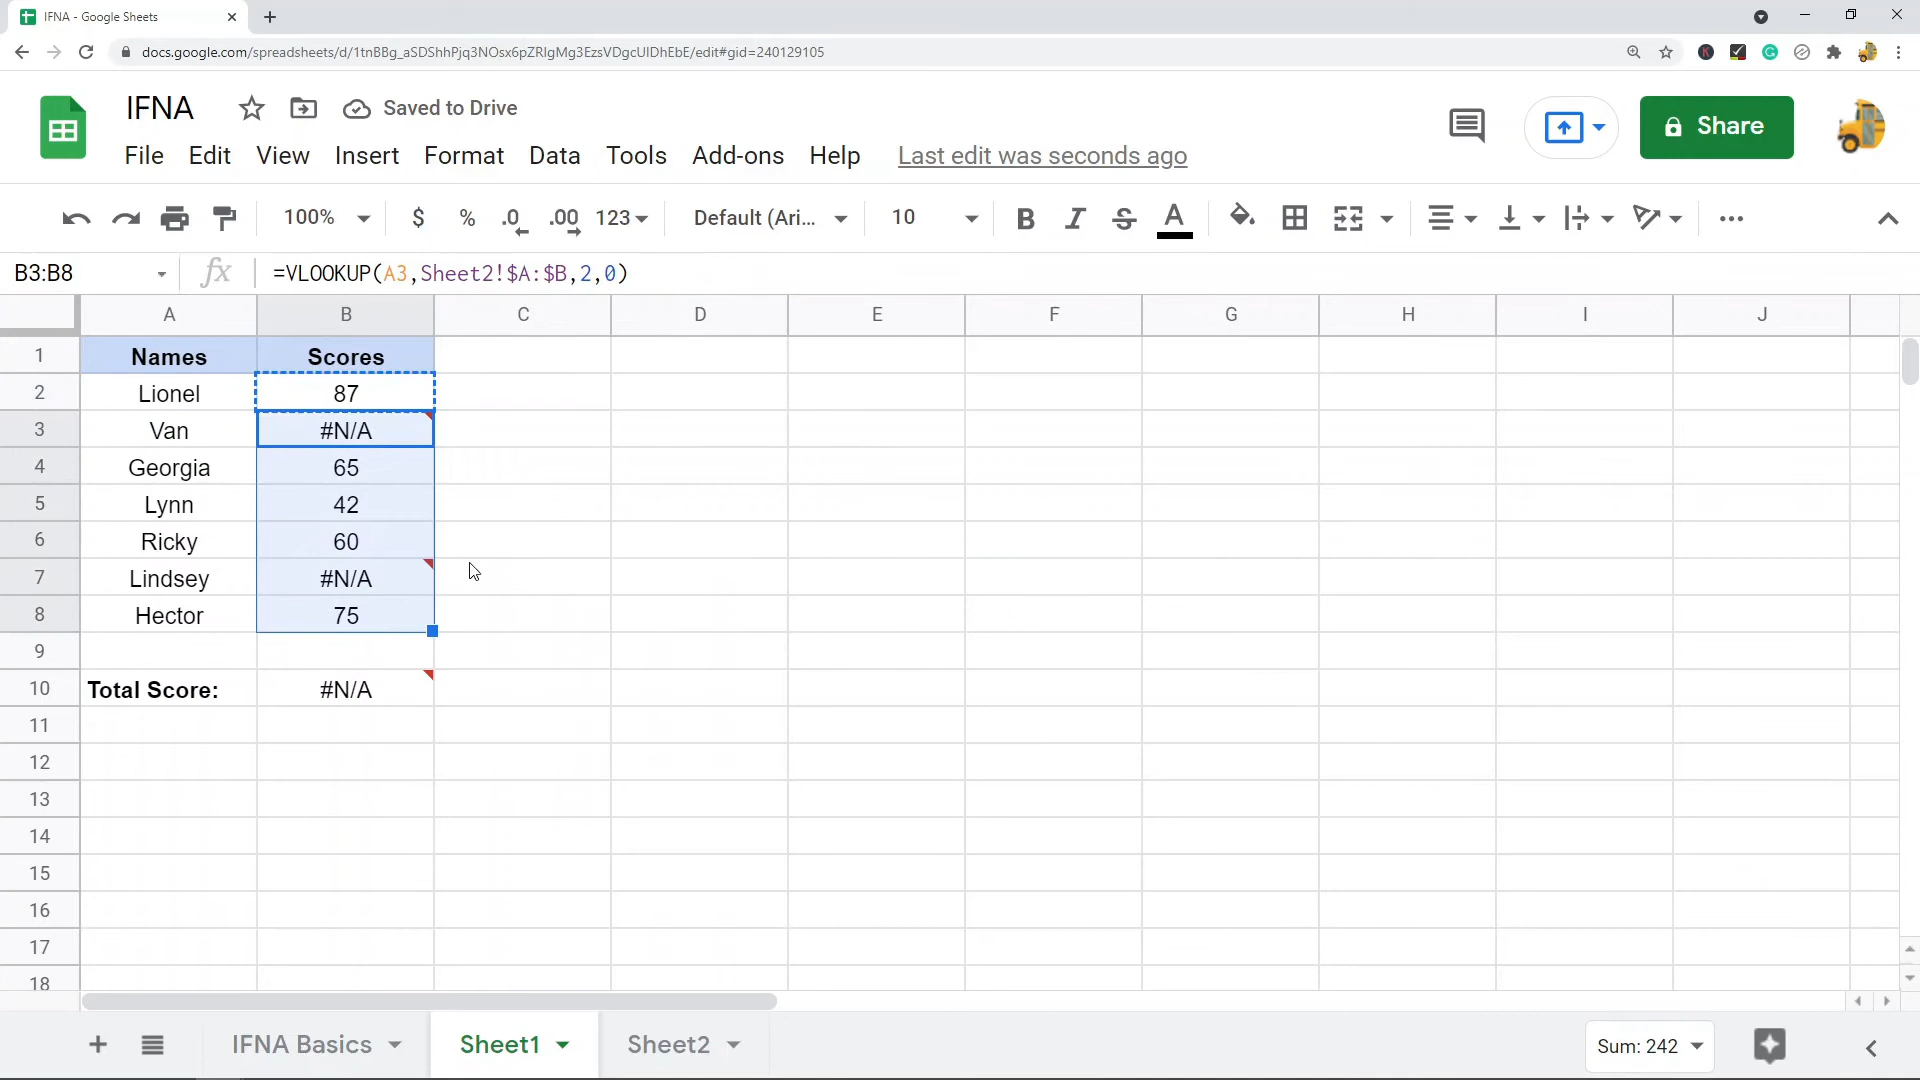 IFNA - Google Sheets
docs.google.com/spreadsheets/d/1tnBBg_aSDShhPjq3NOsx6pZRIgMg3EzsVDgcUIDhEbE/edit#gid=240129105
IFNA
Saved to Drive
Share
File Edit View Insert Format Data Tools Add-ons Help Last edit was seconds ago
100% $ % .0 .00 123 Default (Ari... 10 B I S A
B3:B8 fx =VLOOKUP(A3,Sheet2!$A:$B,2,0)
A B C D E F G H I J
1 Names Scores
2 Lionel 87
3 Van #N/A
4 Georgia 65
5 Lynn 42
6 Ricky 60
7 Lindsey #N/A
8 Hector 75
9
10 Total Score: #N/A
11
12
13
14
15
16
17
18
IFNA Basics Sheet1 Sheet2 Sum: 242